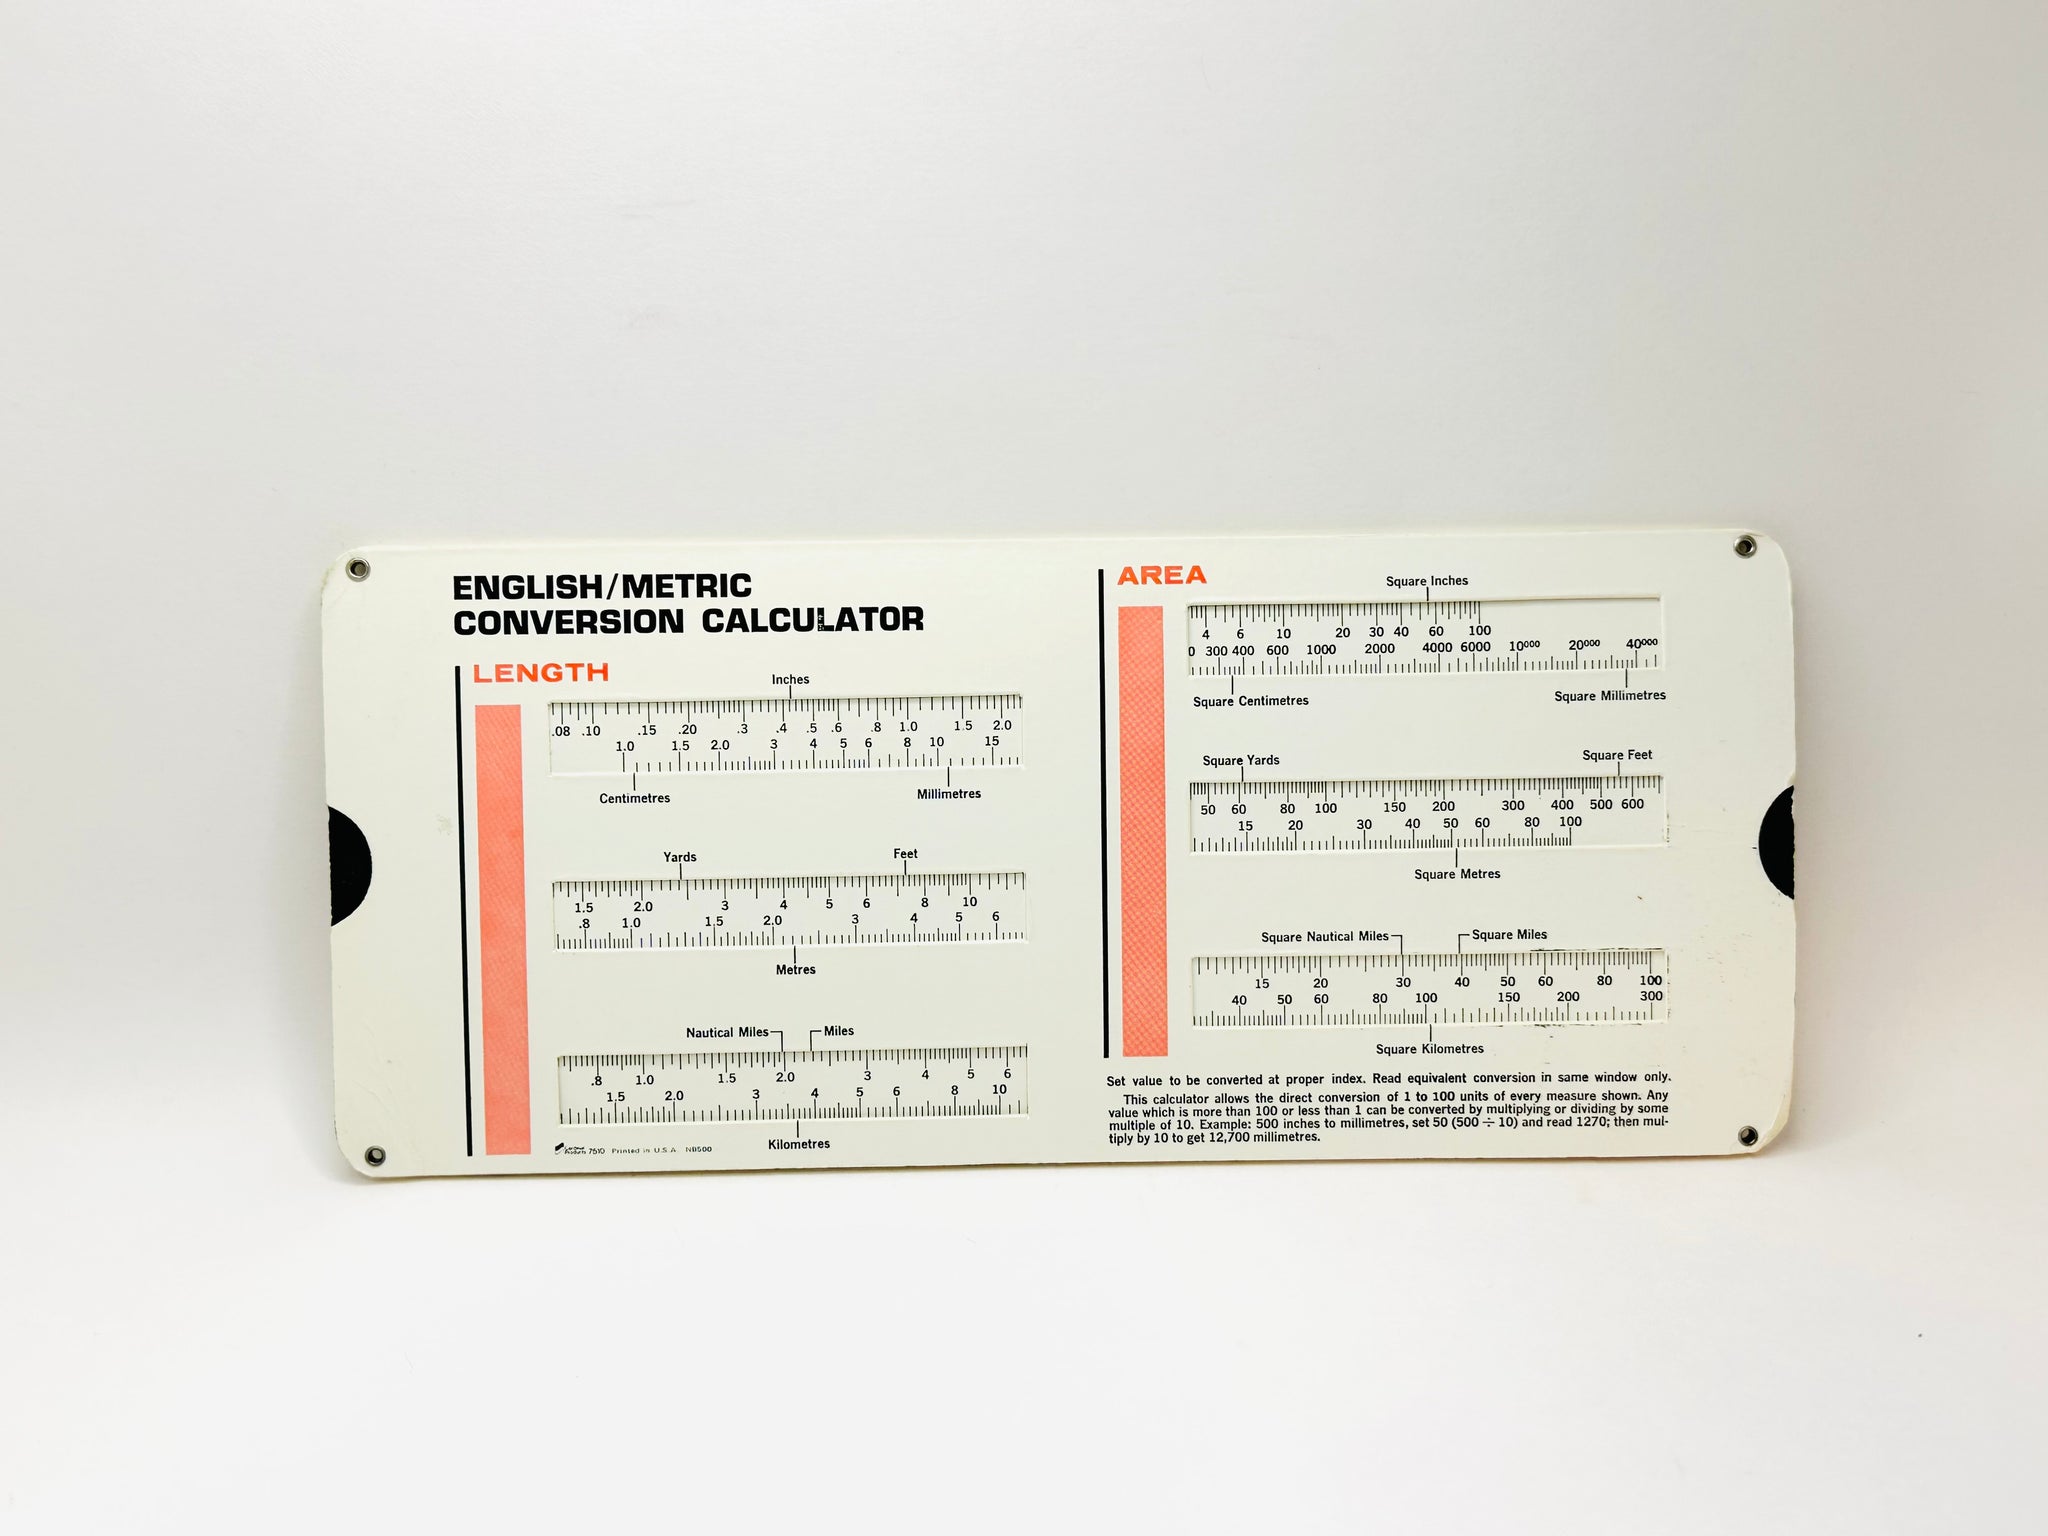 ENGLISH/METRIC
CONVERSION CALCULATOR
LENGTH
Inches
.08 .10 .15 .20 .3 .4 .5 .6 .8 1.0 1.5 2.0
1.0 1.5 2.0 3 4 5 6 8 10 15
Centimetres Millimetres
Yards Feet
1.5 2.0 3 4 5 6 8 10
.8 1.0 1.5 2.0 3 4 5 6
Metres
Nautical Miles Miles
.8 1.0 1.5 2.0 3 4 5 6
1.5 2.0 3 4 5 6 8 10
Kilometres
Products 7510 Printed in U.S.A. NB500
AREA
Square Inches
4 6 10 20 30 40 60 100
0 300 400 600 1000 2000 4000 6000 10000 20000 40000
Square Centimetres Square Millimetres
Square Yards Square Feet
50 60 80 100 150 200 300 400 500 600
15 20 30 40 50 60 80 100
Square Metres
Square Nautical Miles Square Miles
15 20 30 40 50 60 80 100
40 50 60 80 100 150 200 300
Square Kilometres
Set value to be converted at proper index. Read equivalent conversion in same window only.
This calculator allows the direct conversion of 1 to 100 units of every measure shown. Any
value which is more than 100 or less than 1 can be converted by multiplying or dividing by some
multiple of 10. Example: 500 inches to millimetres, set 50 (500 ÷ 10) and read 1270; then mul-
tiply by 10 to get 12,700 millimetres.